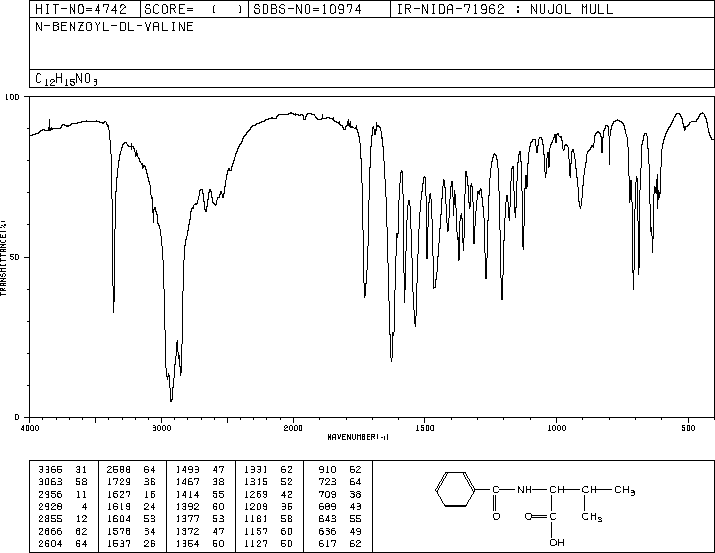 HIT-NO=4742 SCORE= ( ) SDBS-NO=10974 IR-NIDA-71962 : NUJOL MULL
N-BENZOYL-DL-VALINE
C12H15NO3
100
50
0
TRANSMITTANCE(%)
4000 3000 2000 1500 1000 500
WAVENUMBER(-1)
3365 31 2588 64 1493 47 1331 62 910 62
3063 58 1729 36 1467 38 1315 52 723 64
2956 11 1627 16 1414 55 1269 42 709 38
2928 4 1619 24 1392 60 1209 35 689 43
2855 12 1604 53 1377 53 1181 58 643 55
2666 62 1578 34 1372 47 1157 60 636 49
2604 64 1537 26 1354 50 1127 50 617 62
C NH CH CH CH3
O O C CH3
OH